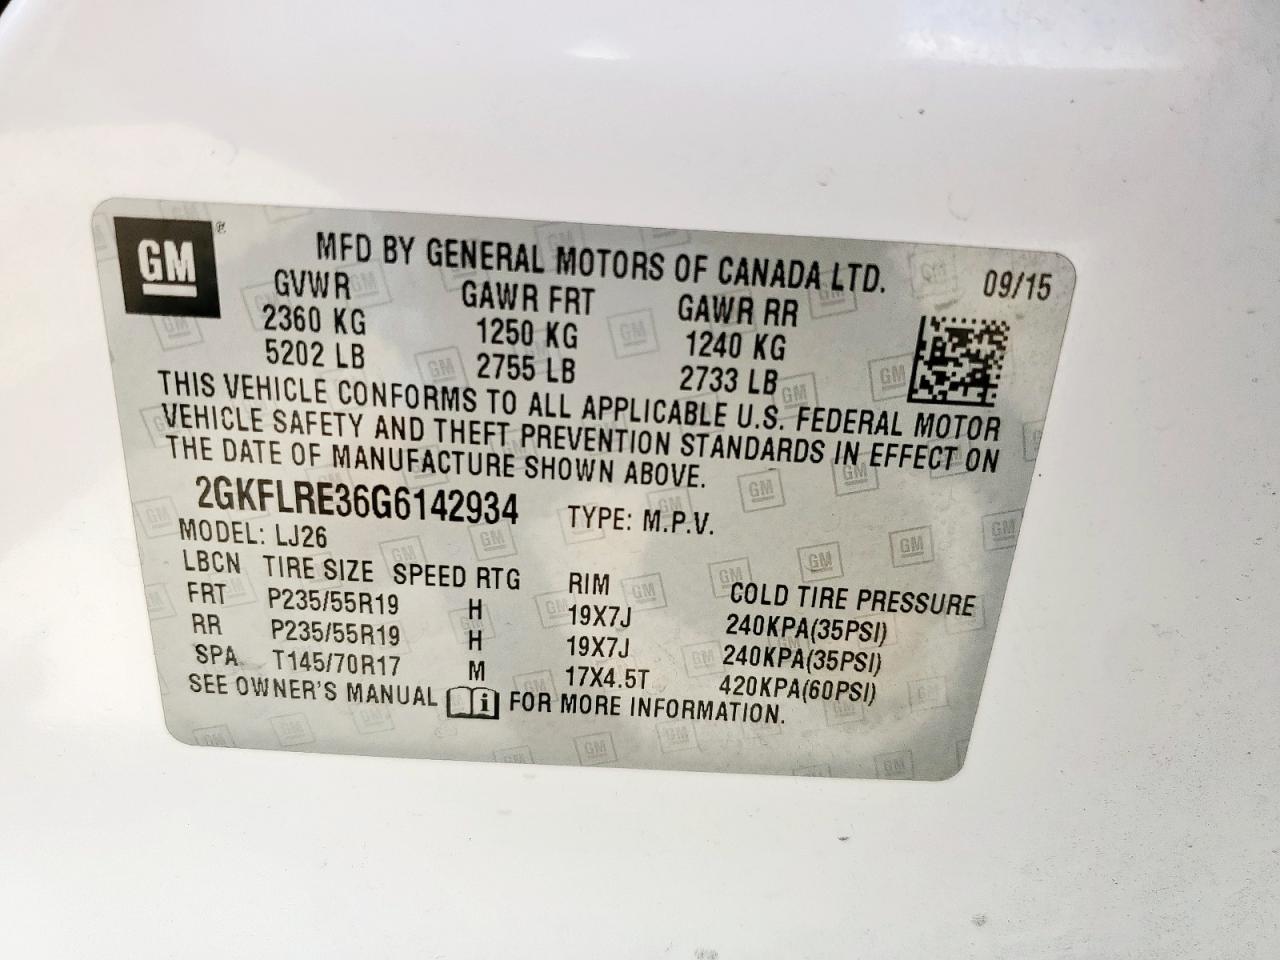 GM®
MFD BY GENERAL MOTORS OF CANADA LTD. 09/15
GVWR GAWR FRT GAWR RR
2360 KG 1250 KG 1240 KG
5202 LB 2755 LB 2733 LB
THIS VEHICLE CONFORMS TO ALL APPLICABLE U.S. FEDERAL MOTOR
VEHICLE SAFETY AND THEFT PREVENTION STANDARDS IN EFFECT ON
THE DATE OF MANUFACTURE SHOWN ABOVE.
2GKFLRE36G6142934 TYPE: M.P.V.
MODEL: LJ26
LBCN TIRE SIZE SPEED RTG RIM COLD TIRE PRESSURE
FRT P235/55R19 H 19X7J 240KPA(35PSI)
RR P235/55R19 H 19X7J 240KPA(35PSI)
SPA T145/70R17 M 17X4.5T 420KPA(60PSI)
SEE OWNER'S MANUAL i FOR MORE INFORMATION.